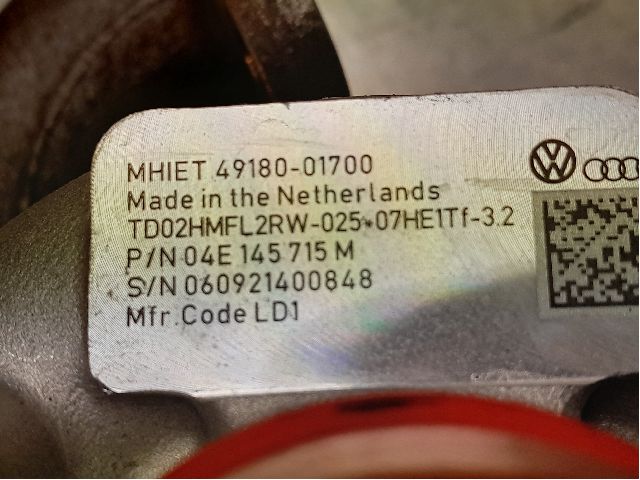 MHIET 49180-01700
Made in the Netherlands
TD02HMFL2RW-025*07HE1Tf-3.2
P/N 04E 145 715 M
S/N 060921400848
Mfr.Code LD1